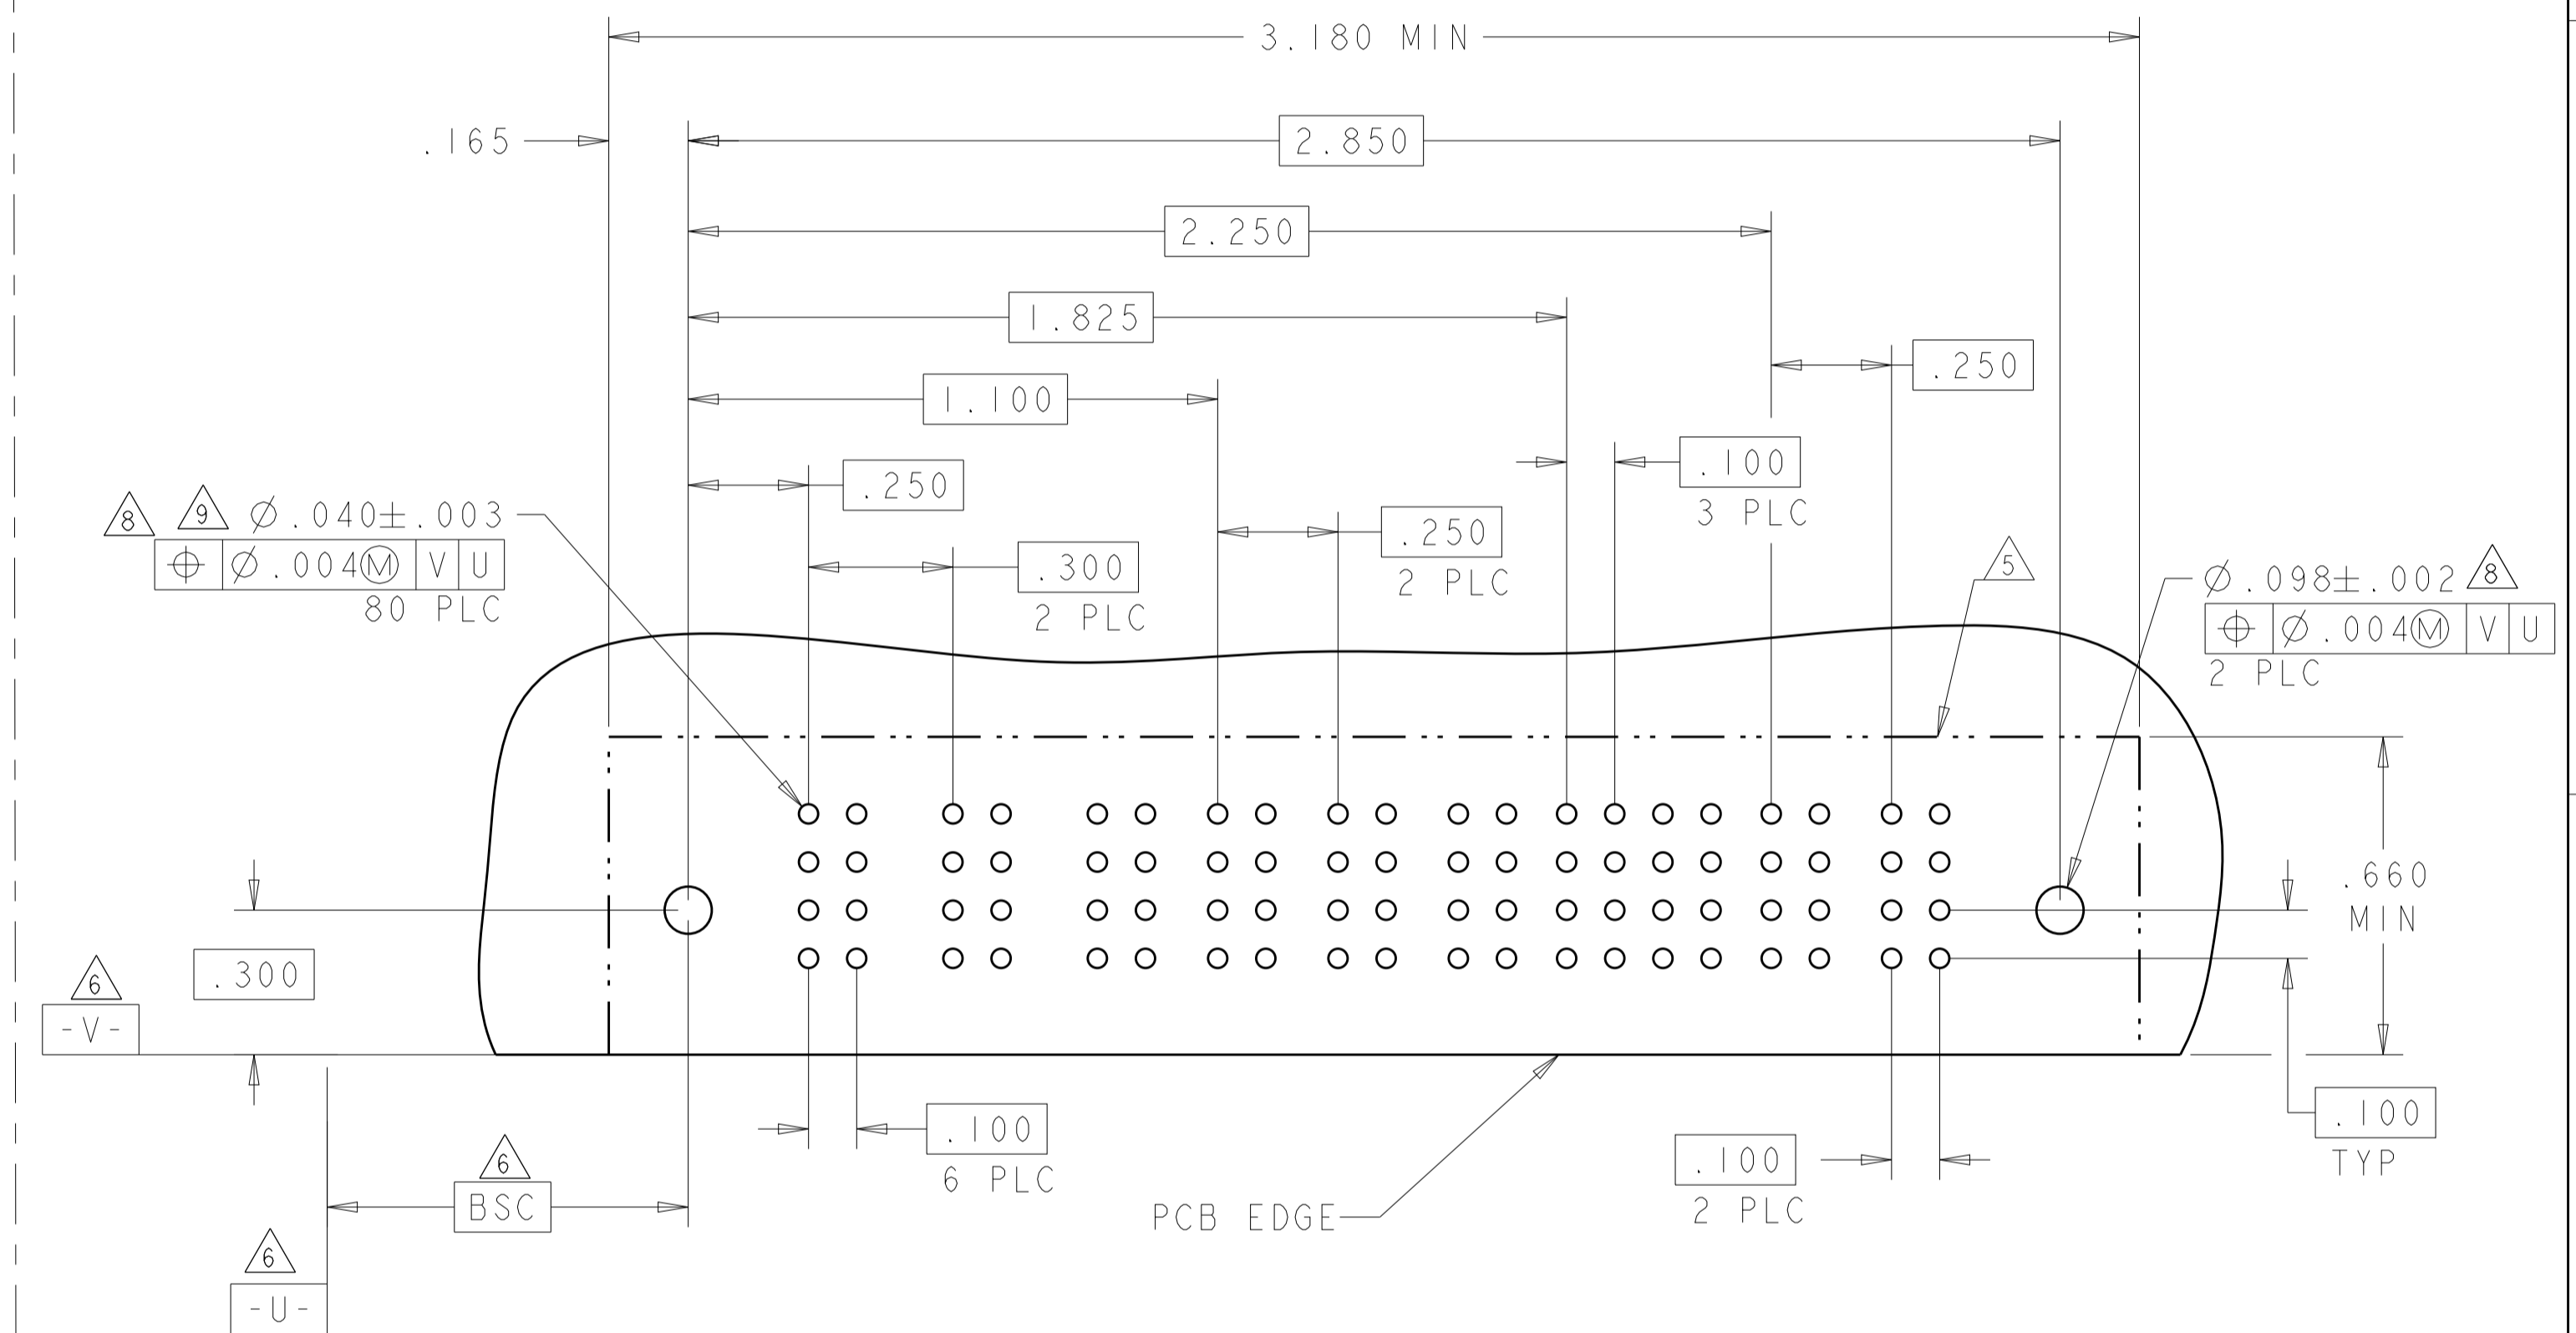 3.180 MIN
.165
2.850
2.250
1.825
.250
1.100
.100
3 PLC
.250
8 9 Ø.040±.003
⌖ Ø.004Ⓜ V U
80 PLC
.250
2 PLC
.300
2 PLC
5
Ø.098±.002 8
⌖ Ø.004Ⓜ V U
2 PLC
.660
MIN
.300
6
-V-
.100
6 PLC
.100
TYP
.100
2 PLC
6
BSC
PCB EDGE
6
-U-